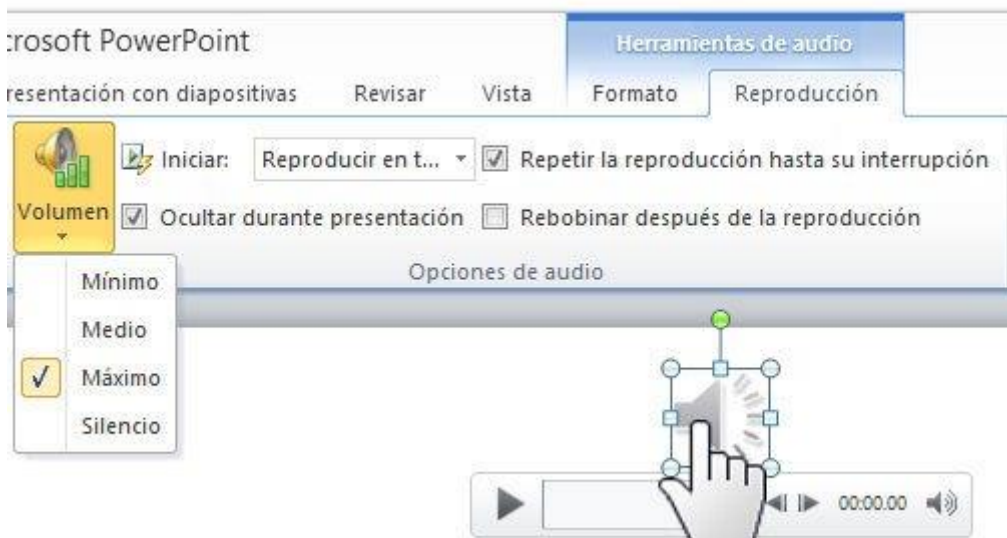 crosoft PowerPoint
Herramientas de audio
resentación con diapositivas Revisar Vista Formato Reproducción
Volumen
Iniciar: Reproducir en t... Repetir la reproducción hasta su interrupción
Ocultar durante presentación Rebobinar después de la reproducción
Opciones de audio
Mínimo
Medio
Máximo
Silencio
00:00.00